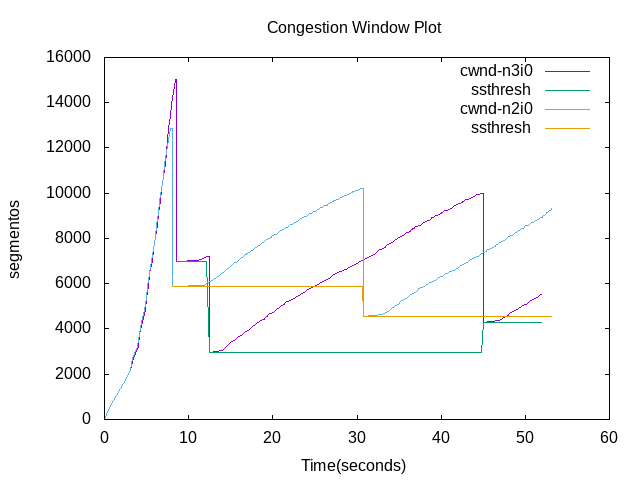 Congestion Window Plot
cwnd-n3i0
ssthresh
cwnd-n2i0
ssthresh
16000
14000
12000
10000
8000
6000
4000
2000
0
segmentos
0 10 20 30 40 50 60
Time(seconds)